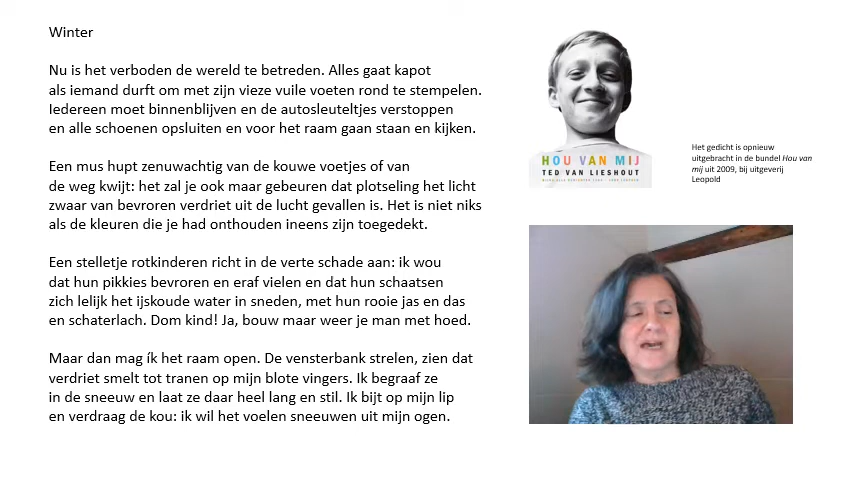 Winter
Nu is het verboden de wereld te betreden. Alles gaat kapot
als iemand durft om met zijn vieze vuile voeten rond te stempelen.
Iedereen moet binnenblijven en de autosleuteltjes verstoppen
en alle schoenen opsluiten en voor het raam gaan staan en kijken.
Een mus hupt zenuwachtig van de kouwe voetjes of van
de weg kwijt: het zal je ook maar gebeuren dat plotseling het licht
zwaar van bevroren verdriet uit de lucht gevallen is. Het is niet niks
als de kleuren die je had onthouden ineens zijn toegedekt.
Een stelletje rotkinderen richt in de verte schade aan: ik wou
dat hun pikkies bevroren en eraf vielen en dat hun schaatsen
zich lelijk het ijskoude water in sneden, met hun rooie jas en das
en schaterlach. Dom kind! Ja, bouw maar weer je man met hoed.
Maar dan mag ík het raam open. De vensterbank strelen, zien dat
verdriet smelt tot tranen op mijn blote vingers. Ik begraaf ze
in de sneeuw en laat ze daar heel lang en stil. Ik bijt op mijn lip
en verdraag de kou: ik wil het voelen sneeuwen uit mijn ogen.
HOU VAN MIJ
TED VAN LIESHOUT
Het gedicht is opnieuw
uitgebracht in de bundel Hou van
mij uit 2009, bij uitgeverij
Leopold